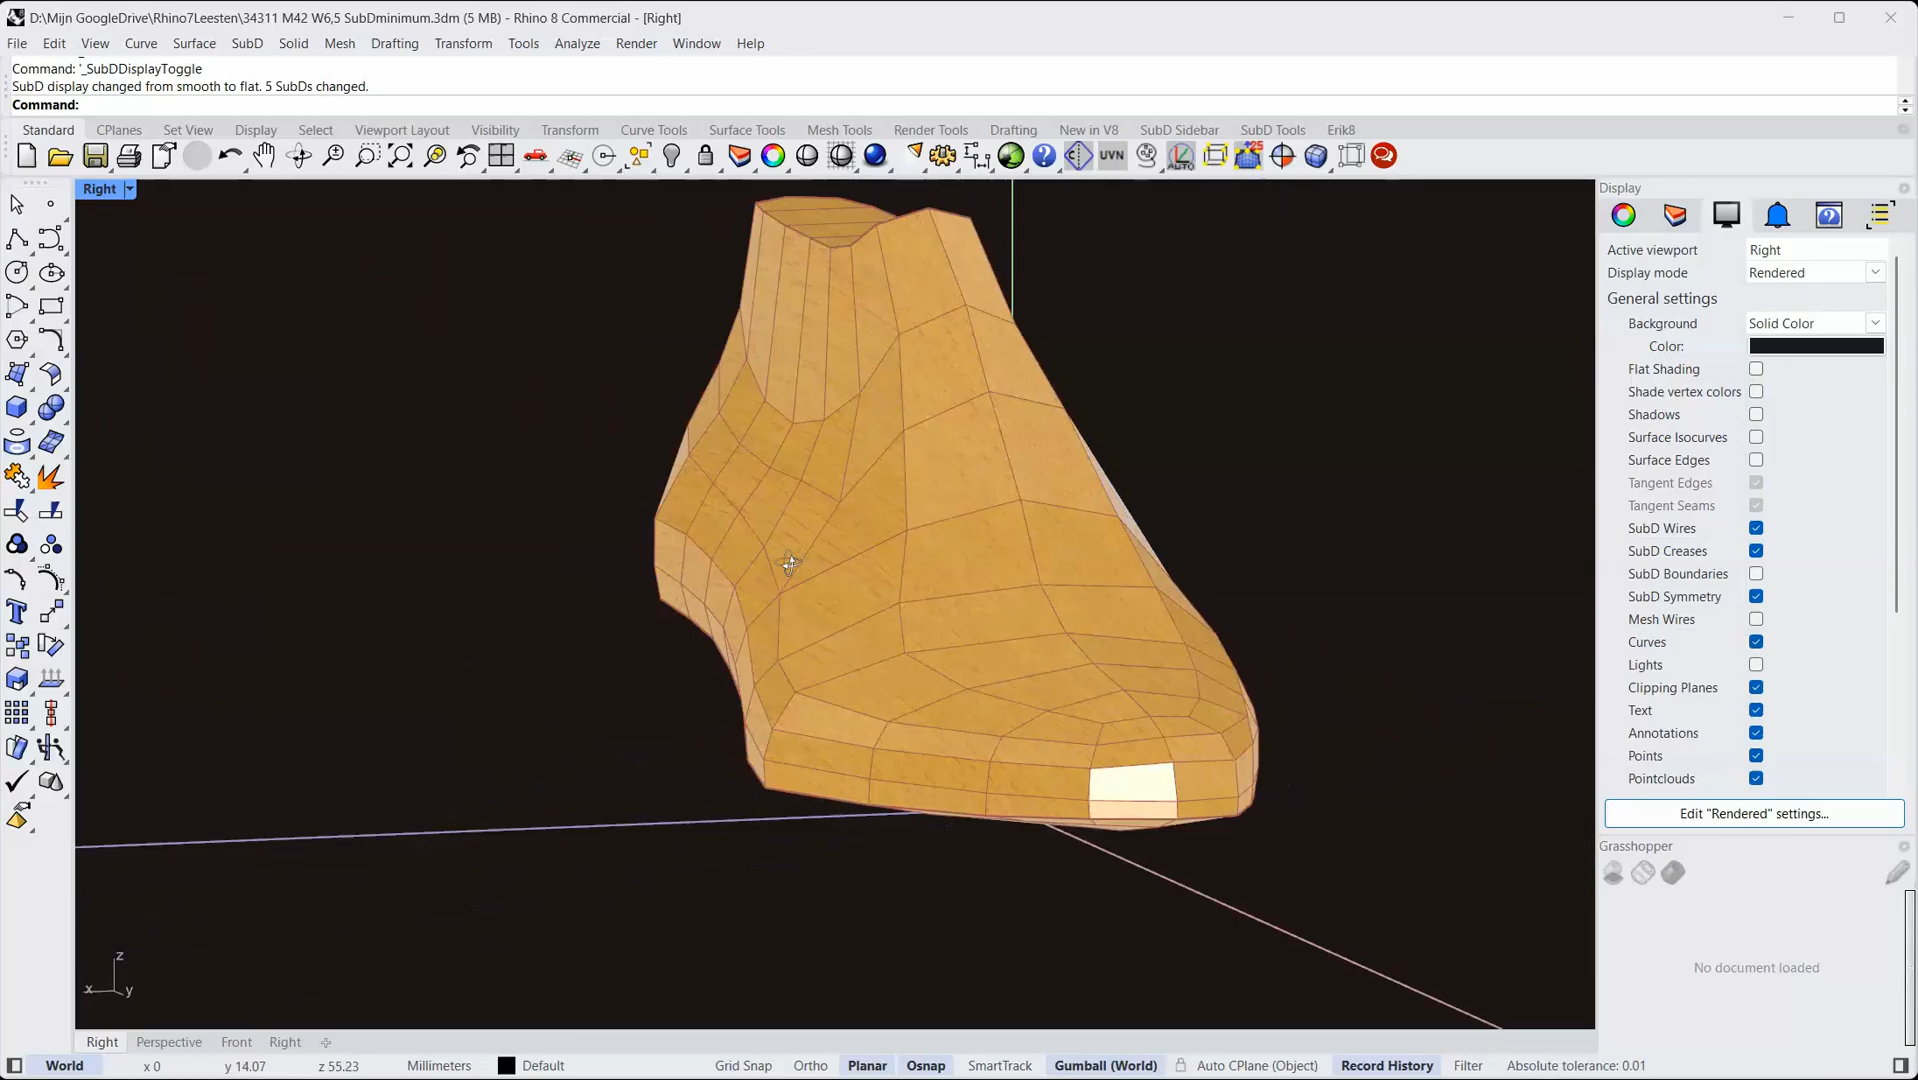 D:\Mijn GoogleDrive\Rhino7Leesten\34311 M42 W6,5 SubDminimum.3dm (5 MB) - Rhino 8 Commercial - [Right]
File Edit View Curve Surface SubD Solid Mesh Drafting Transform Tools Analyze Render Window Help
Command: '_SubDDisplayToggle
SubD display changed from smooth to flat. 5 SubDs changed.
Command:
Standard CPlanes Set View Display Select Viewport Layout Visibility Transform Curve Tools Surface Tools Mesh Tools Render Tools Drafting New in V8 SubD Sidebar SubD Tools Erik8
UVN
AUTO
Right
Display
Active viewport Right
Display mode Rendered
General settings
Background Solid Color
Color:
Flat Shading
Shade vertex colors
Shadows
Surface Isocurves
Surface Edges
Tangent Edges
Tangent Seams
SubD Wires
SubD Creases
SubD Boundaries
SubD Symmetry
Mesh Wires
Curves
Lights
Clipping Planes
Text
Annotations
Points
Pointclouds
Edit "Rendered" settings...
Grasshopper
No document loaded
z
x y
Right Perspective Front Right
World x 0 y 14.07 z 55.23 Millimeters Default Grid Snap Ortho Planar Osnap SmartTrack Gumball (World) Auto CPlane (Object) Record History Filter Absolute tolerance: 0.01